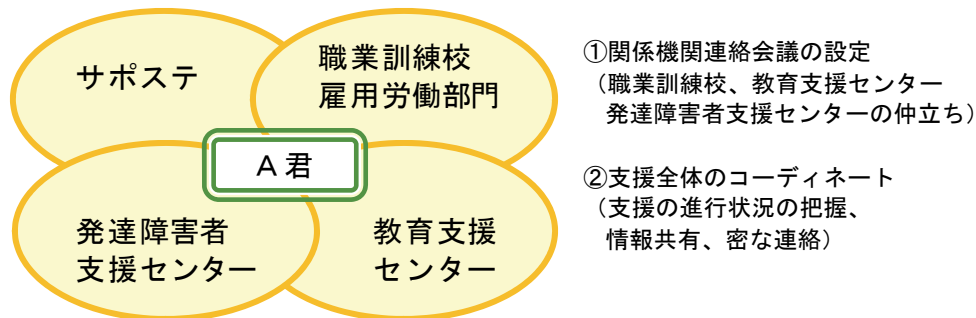 サポステ
職業訓練校
雇用労働部門
A君
発達障害者
支援センター
教育支援
センター
①関係機関連絡会議の設定
（職業訓練校、教育支援センター
発達障害者支援センターの仲立ち）
②支援全体のコーディネート
（支援の進行状況の把握、
情報共有、密な連絡）